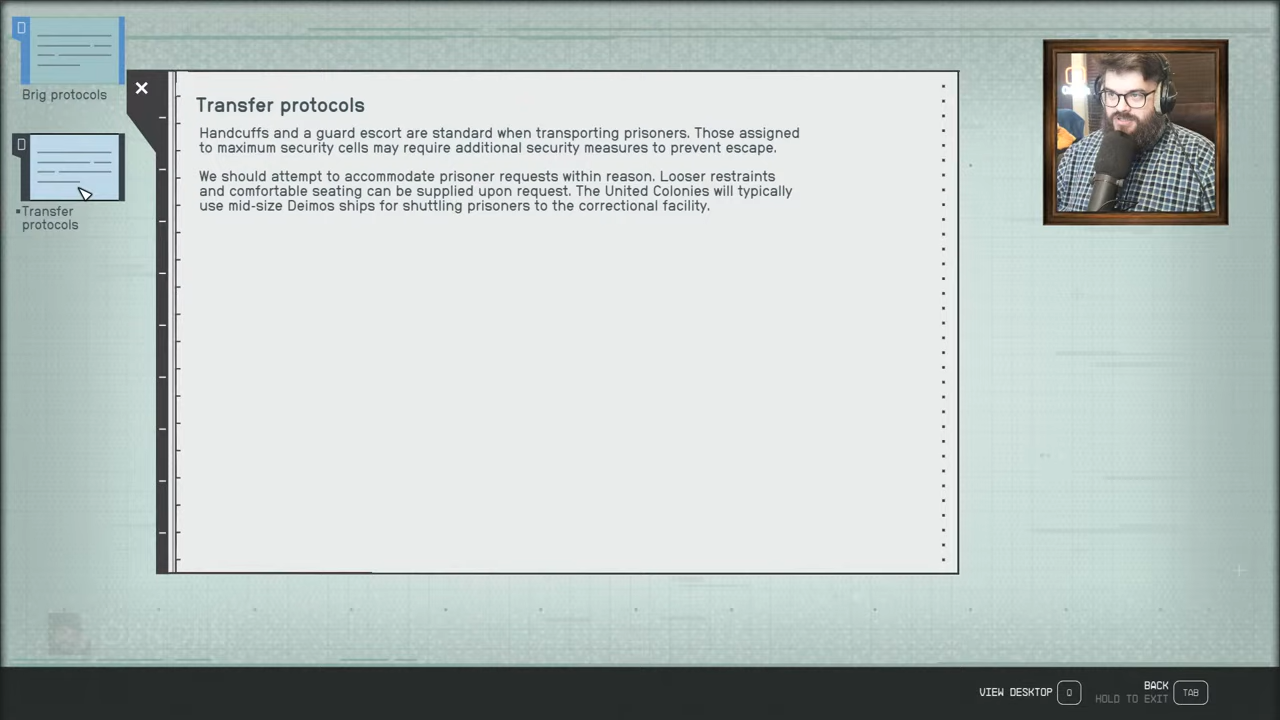 Brig protocols
Transfer
protocols
Transfer protocols
Handcuffs and a guard escort are standard when transporting prisoners. Those assigned
to maximum security cells may require additional security measures to prevent escape.
We should attempt to accommodate prisoner requests within reason. Looser restraints
and comfortable seating can be supplied upon request. The United Colonies will typically
use mid-size Deimos ships for shuttling prisoners to the correctional facility.
VIEW DESKTOP Q
BACK
HOLD TO EXIT TAB